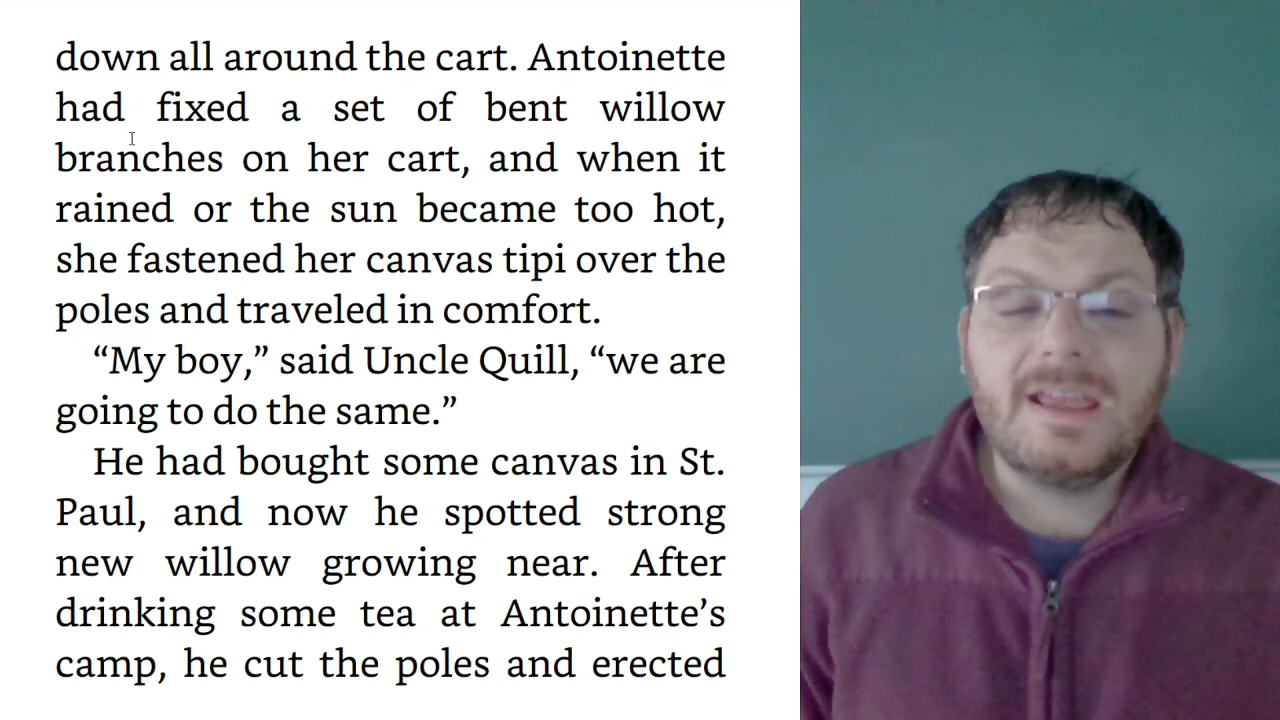 down all around the cart. Antoinette
had fixed a set of bent willow
branches on her cart, and when it
rained or the sun became too hot,
she fastened her canvas tipi over the
poles and traveled in comfort.
“My boy,” said Uncle Quill, “we are
going to do the same.”
He had bought some canvas in St.
Paul, and now he spotted strong
new willow growing near. After
drinking some tea at Antoinette’s
camp, he cut the poles and erected